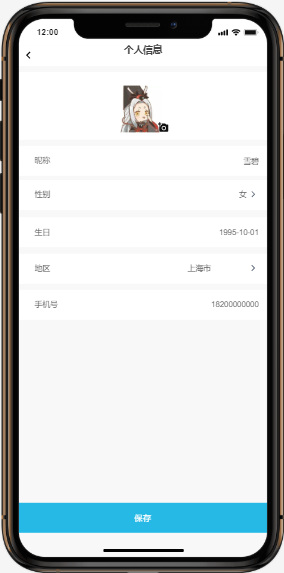 12:00
个人信息
昵称 雪碧
性别 女
生日 1995-10-01
地区 上海市
手机号 18200000000
保存